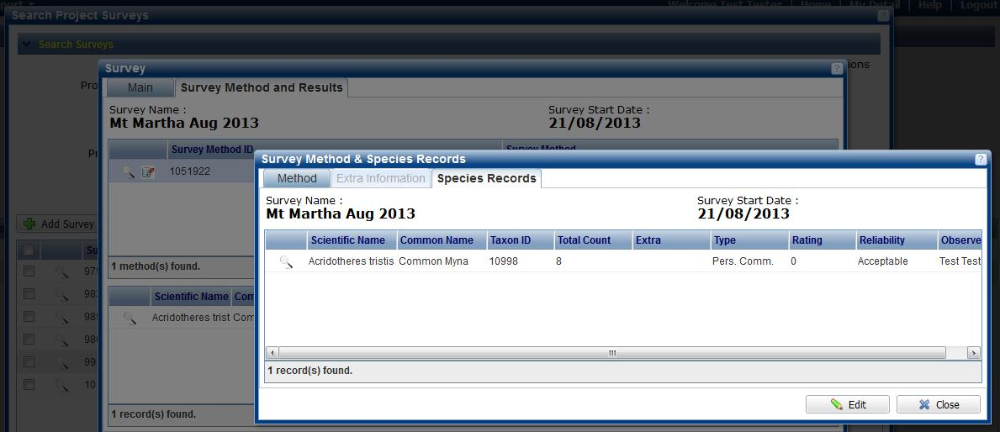 port
Welcome Test Tester | Home | My Detail | Help | Logout
Search Project Surveys
?
Search Surveys
ions
Pro
Pr
Add Survey
Su
979
98
98
98
99
10
Survey
?
Main
Survey Method and Results
Survey Name :
Survey Start Date :
Mt Martha Aug 2013
21/08/2013
Survey Method ID
Survey Method
1051922
1 method(s) found.
Scientific Name Com
Acridotheres trist Com
1 record(s) found.
Survey Method & Species Records
?
Method
Extra Information
Species Records
Survey Name :
Survey Start Date :
Mt Martha Aug 2013
21/08/2013
Scientific Name Common Name Taxon ID Total Count Extra Type Rating Reliability Observe
Acridotheres tristis Common Myna 10998 8 Pers. Comm. 0 Acceptable Test Test
1 record(s) found.
Edit
Close